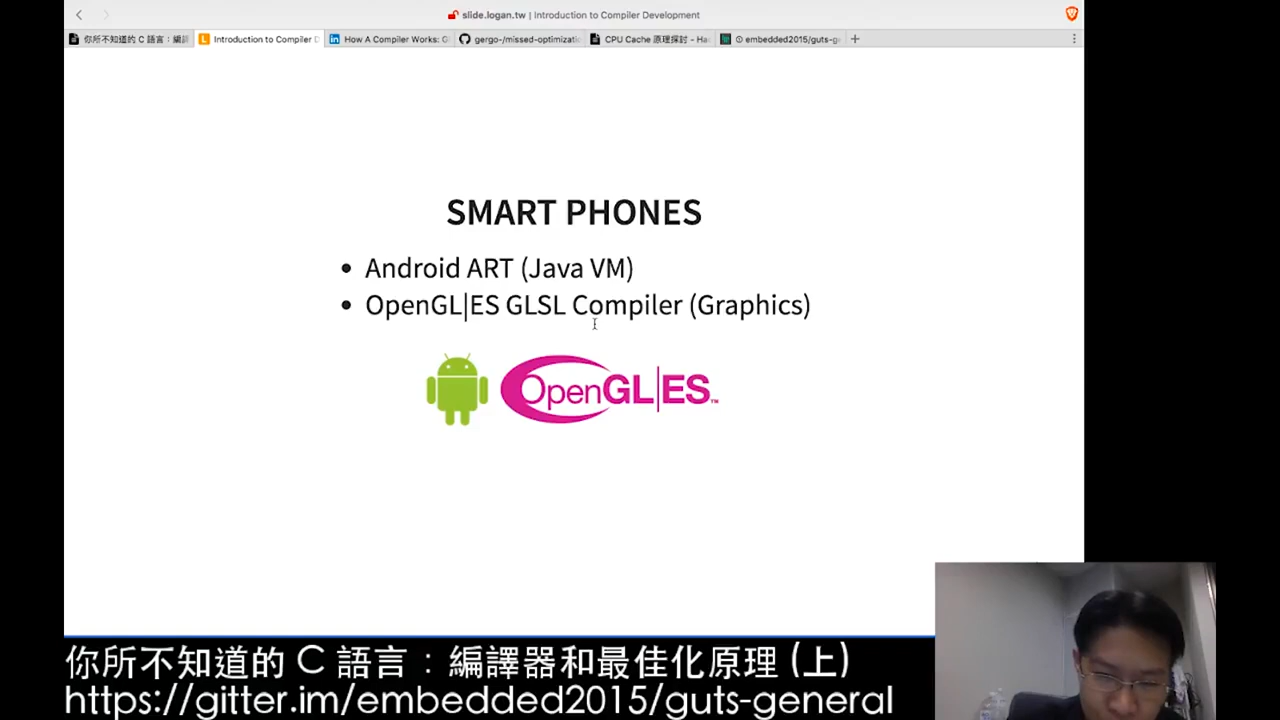 slide.logan.tw | Introduction to Compiler Development
你所不知道的 C 語言：編譯
Introduction to Compiler D
How A Compiler Works: G
gergo-/missed-optimizati
CPU Cache 原理探討 - Ha
embedded2015/guts-g
SMART PHONES
• Android ART (Java VM)
• OpenGL|ES GLSL Compiler (Graphics)
OpenGL|ES™
你所不知道的 C 語言：編譯器和最佳化原理 (上)
https://gitter.im/embedded2015/guts-general